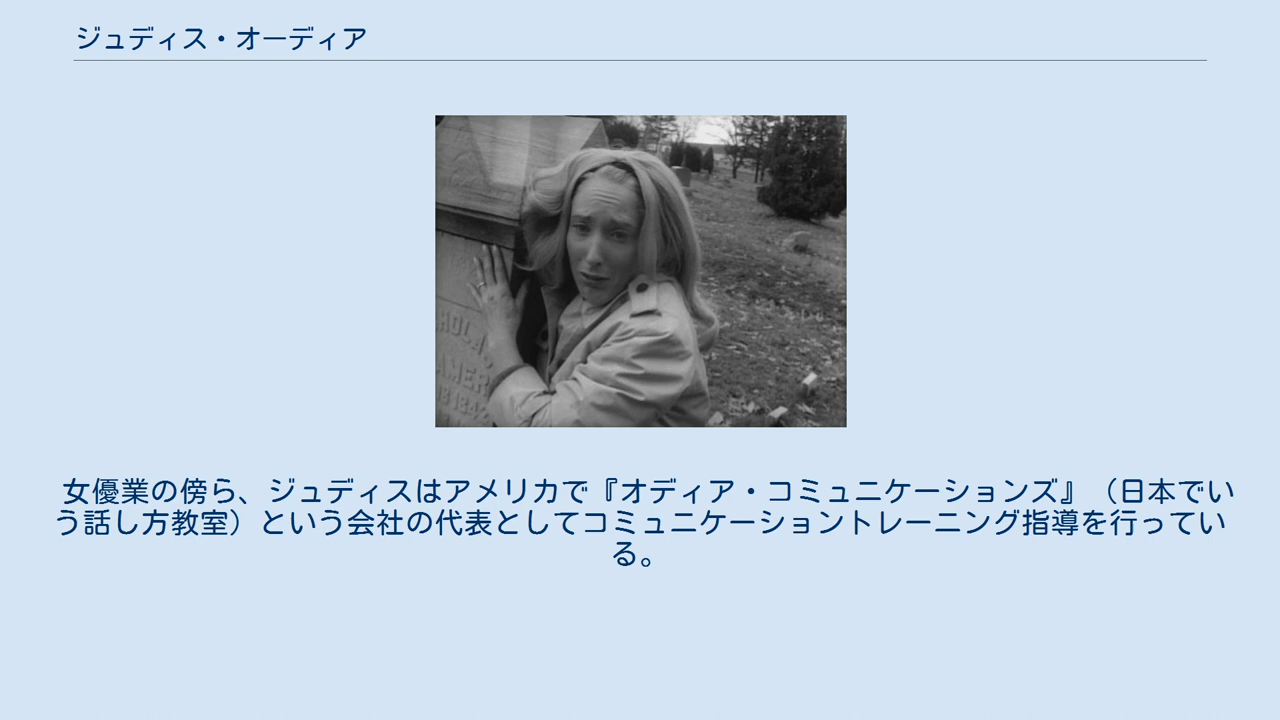 ジュディス・オーディア
HOLA
AMER
女優業の傍ら、ジュディスはアメリカで『オディア・コミュニケーションズ』（日本でい
う話し方教室）という会社の代表としてコミュニケーショントレーニング指導を行ってい
る。